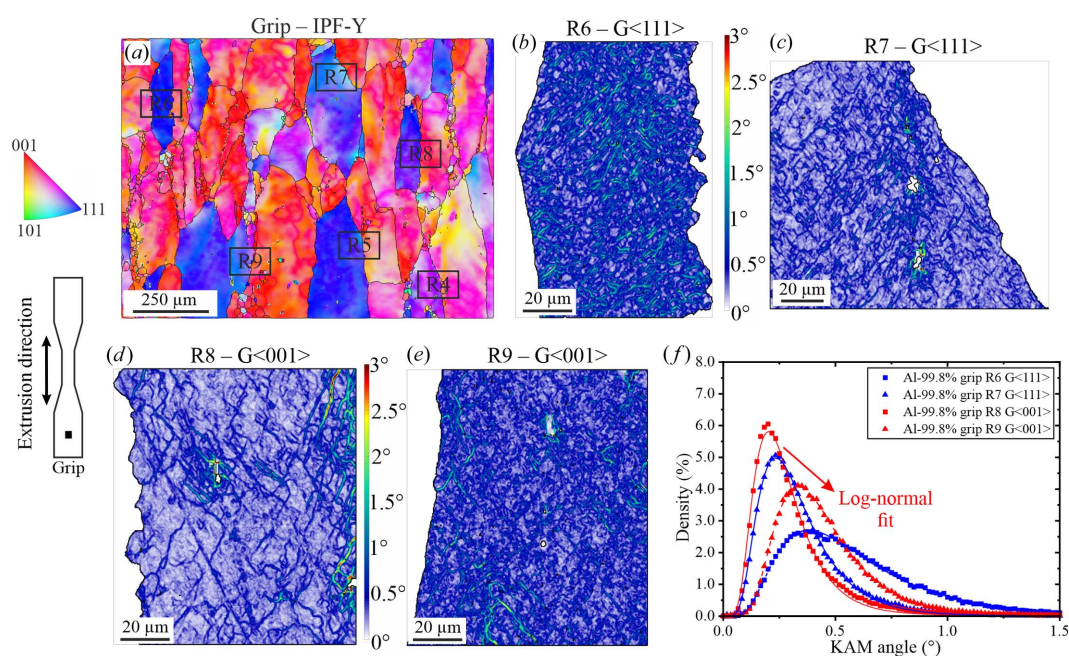 Grip – IPF-Y
(a)
R6
R7
R8
R9
R5
R4
250 µm
001
111
101
Extrusion direction
Grip
(b)
R6 – G<111>
20 µm
3°
2.5°
2°
1.5°
1°
0.5°
0°
(c)
R7 – G<111>
20 µm
(d)
R8 – G<001>
20 µm
3°
2.5°
2°
1.5°
1°
0.5°
0°
(e)
R9 – G<001>
20 µm
(f)
8.0
7.0
6.0
5.0
4.0
3.0
2.0
1.0
0.0
Density (%)
Al-99.8% grip R6 G<111>
Al-99.8% grip R7 G<111>
Al-99.8% grip R8 G<001>
Al-99.8% grip R9 G<001>
Log-normal
fit
0.0
0.5
1.0
1.5
KAM angle (°)